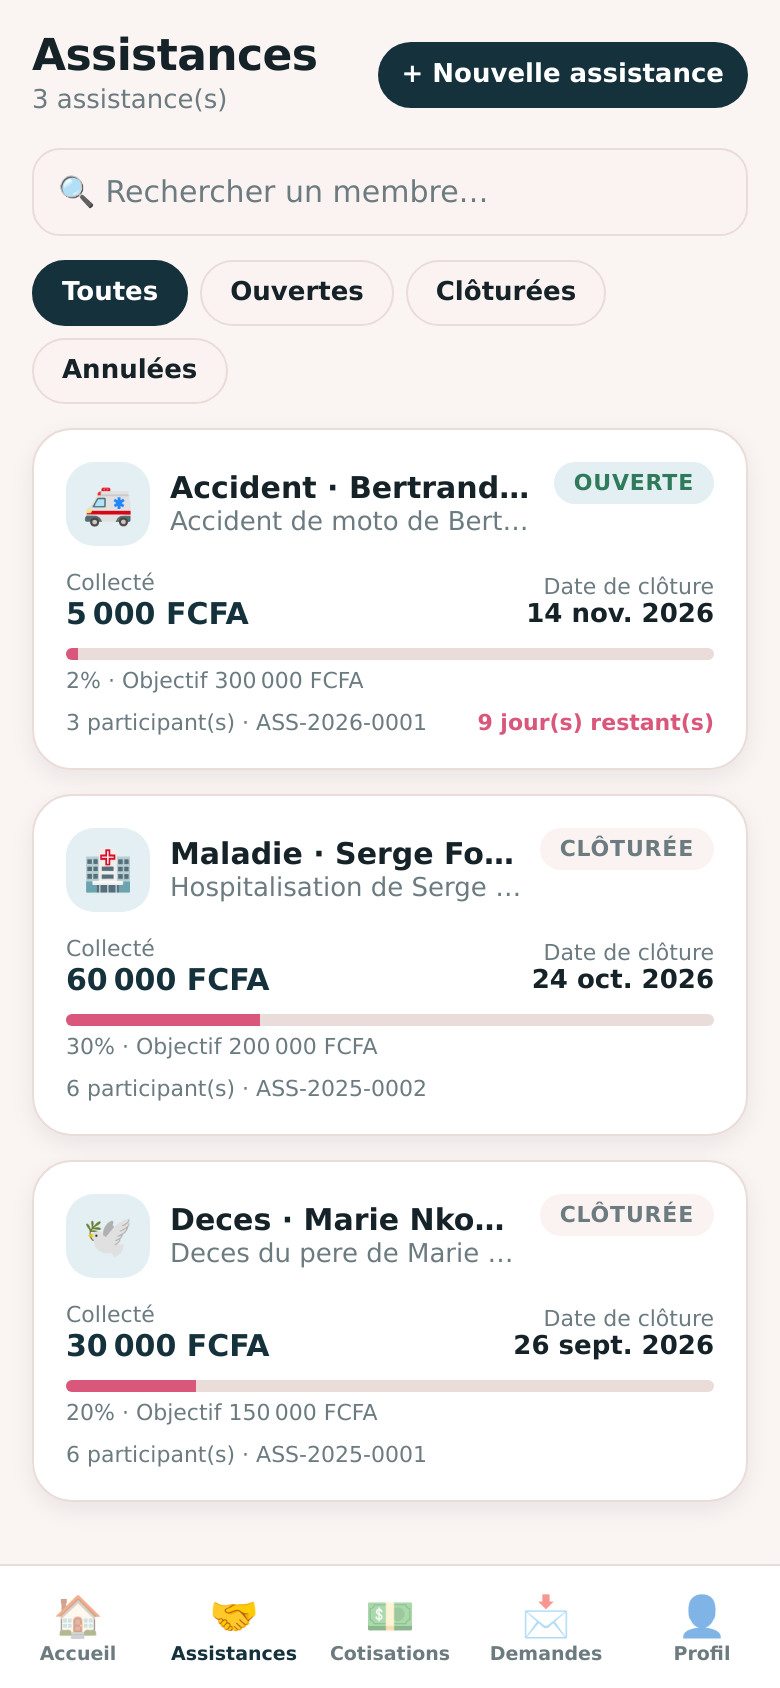 Assistances
3 assistance(s)
+ Nouvelle assistance
Rechercher un membre...
Toutes
Ouvertes
Clôturées
Annulées
Accident · Bertrand...
OUVERTE
Accident de moto de Bert...
Collecté
Date de clôture
5 000 FCFA
14 nov. 2026
2% · Objectif 300 000 FCFA
3 participant(s) · ASS-2026-0001
9 jour(s) restant(s)
Maladie · Serge Fo...
CLÔTURÉE
Hospitalisation de Serge ...
Collecté
Date de clôture
60 000 FCFA
24 oct. 2026
30% · Objectif 200 000 FCFA
6 participant(s) · ASS-2025-0002
Deces · Marie Nko...
CLÔTURÉE
Deces du pere de Marie ...
Collecté
Date de clôture
30 000 FCFA
26 sept. 2026
20% · Objectif 150 000 FCFA
6 participant(s) · ASS-2025-0001
Accueil
Assistances
Cotisations
Demandes
Profil